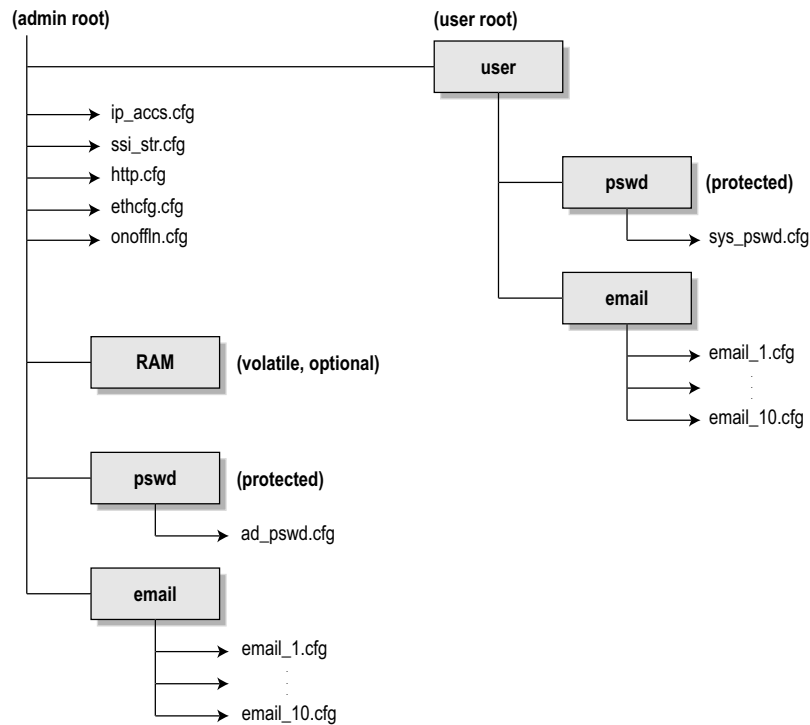 (admin root)
(user root)
user
ip_accs.cfg
ssi_str.cfg
http.cfg
ethcfg.cfg
onoffln.cfg
pswd
(protected)
sys_pswd.cfg
email
email_1.cfg
email_10.cfg
RAM
(volatile, optional)
pswd
(protected)
ad_pswd.cfg
email
email_1.cfg
email_10.cfg